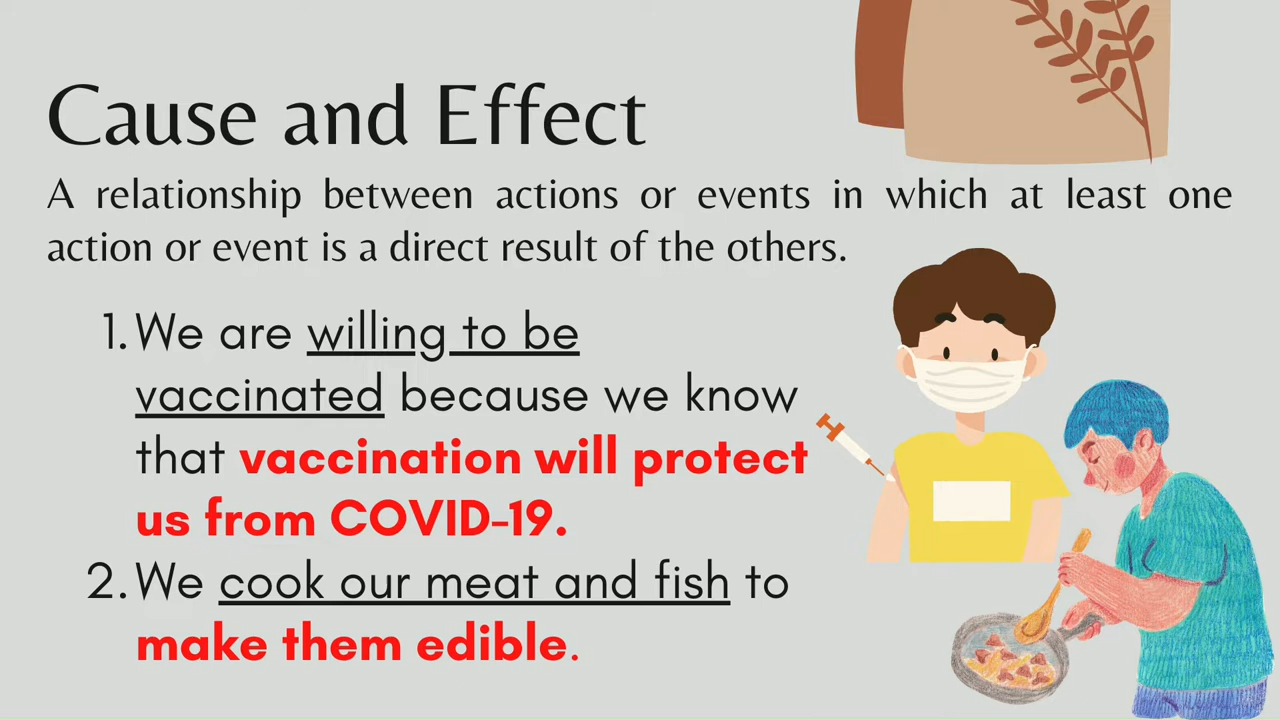 Cause and Effect
A relationship between actions or events in which at least one
action or event is a direct result of the others.
1. We are willing to be
vaccinated because we know
that vaccination will protect
us from COVID-19.
2. We cook our meat and fish to
make them edible.